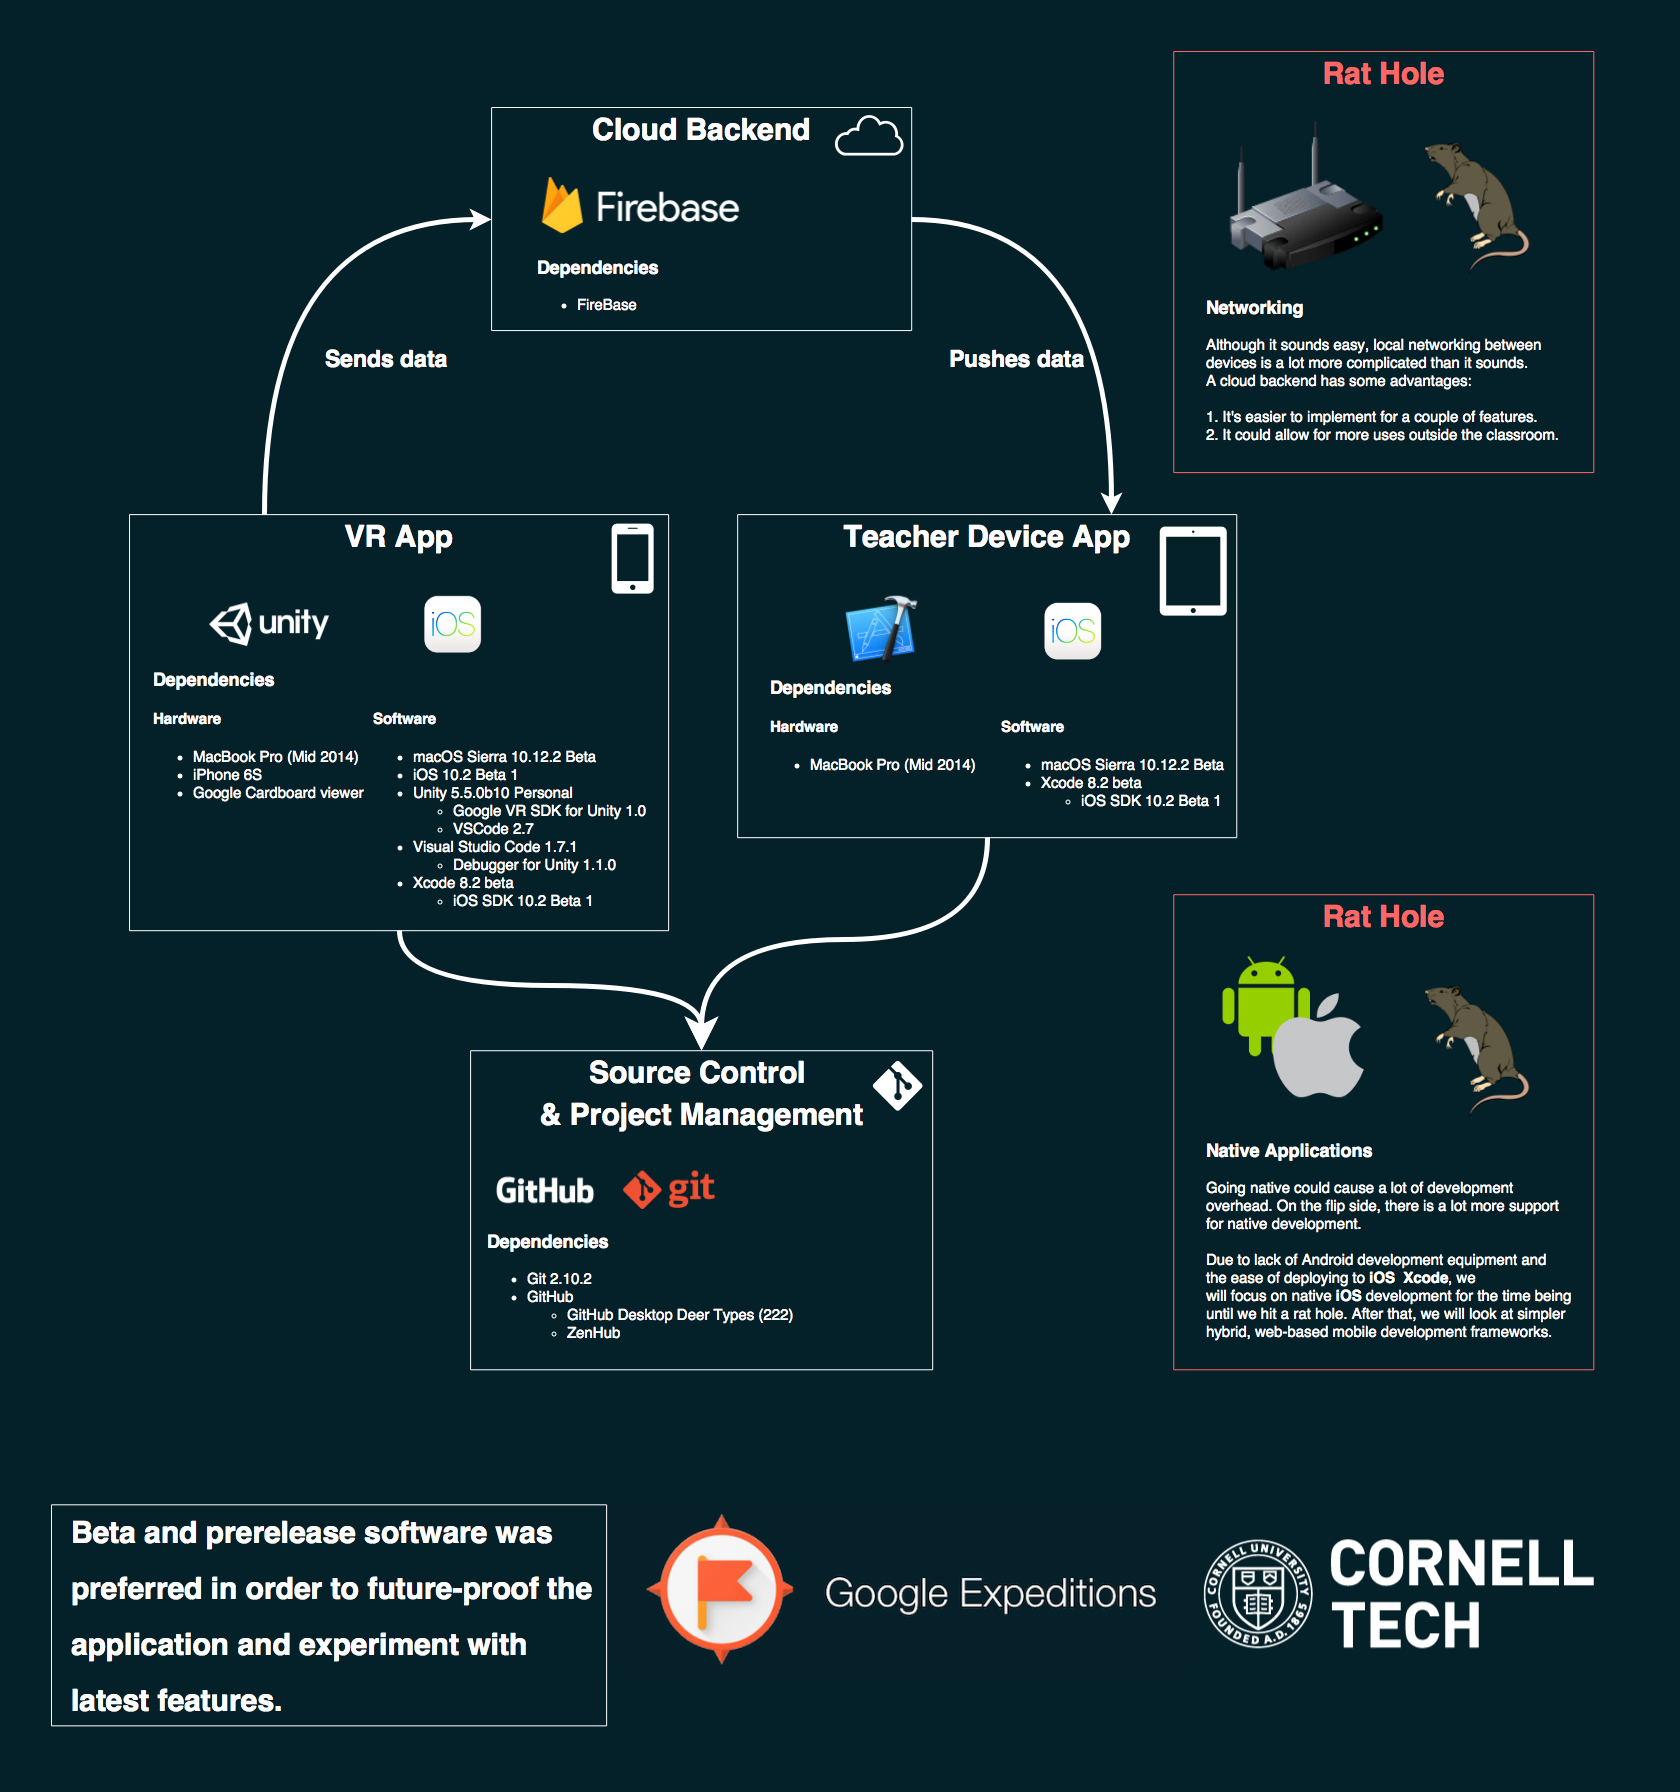 Rat Hole
Cloud Backend
Firebase
Dependencies
• FireBase
Networking
Although it sounds easy, local networking between
devices is a lot more complicated than it sounds.
A cloud backend has some advantages:
1. It's easier to implement for a couple of features.
2. It could allow for more uses outside the classroom.
Sends data
Pushes data
VR App
unity
iOS
Dependencies
Hardware
• MacBook Pro (Mid 2014)
• iPhone 6S
• Google Cardboard viewer
Software
• macOS Sierra 10.12.2 Beta
• iOS 10.2 Beta 1
• Unity 5.5.0b10 Personal
◦ Google VR SDK for Unity 1.0
◦ VSCode 2.7
• Visual Studio Code 1.7.1
◦ Debugger for Unity 1.1.0
• Xcode 8.2 beta
◦ iOS SDK 10.2 Beta 1
Teacher Device App
iOS
Dependencies
Hardware
• MacBook Pro (Mid 2014)
Software
• macOS Sierra 10.12.2 Beta
• Xcode 8.2 beta
◦ iOS SDK 10.2 Beta 1
Rat Hole
Native Applications
Going native could cause a lot of development
overhead. On the flip side, there is a lot more support
for native development.
Due to lack of Android development equipment and
the ease of deploying to iOS Xcode, we
will focus on native iOS development for the time being
until we hit a rat hole. After that, we will look at simpler
hybrid, web-based mobile development frameworks.
Source Control
& Project Management
GitHub
git
Dependencies
• Git 2.10.2
• GitHub
◦ GitHub Desktop Deer Types (222)
◦ ZenHub
Beta and prerelease software was
preferred in order to future-proof the
application and experiment with
latest features.
Google Expeditions
CORNELL UNIVERSITY
FOUNDED A.D. 1865
CORNELL
TECH